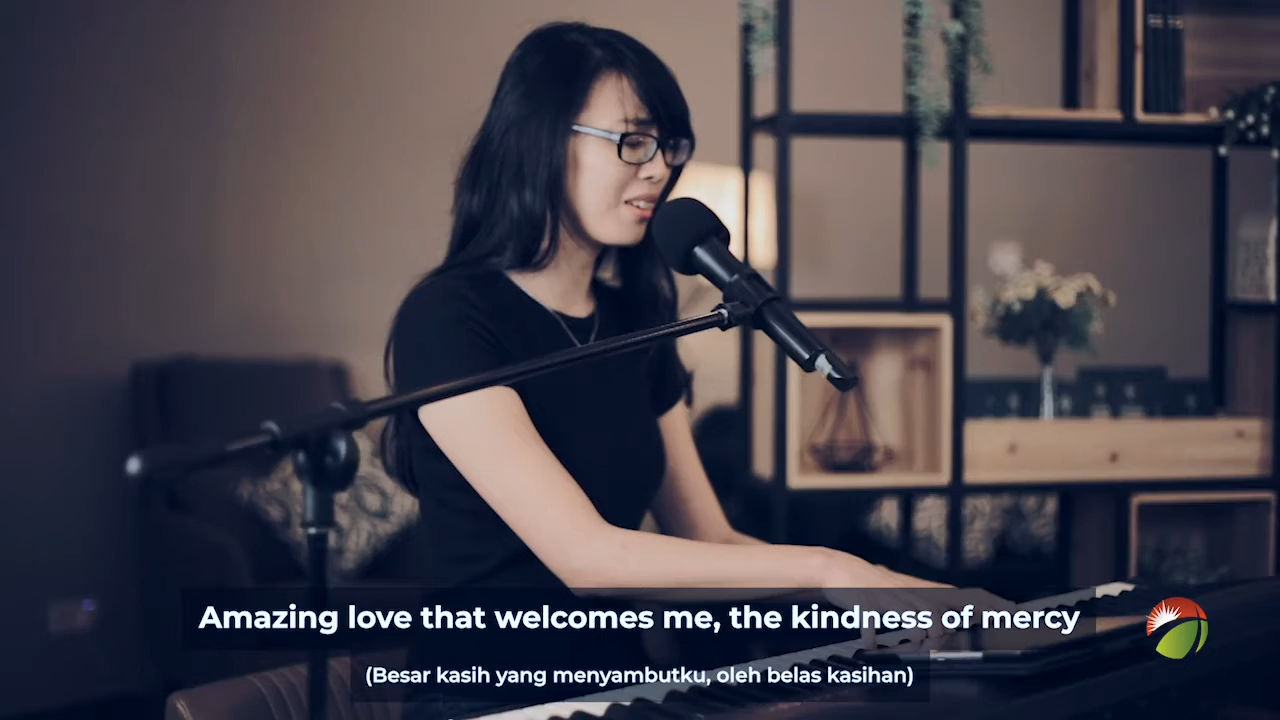 Amazing love that welcomes me, the kindness of mercy
(Besar kasih yang menyambutku, oleh belas kasihan)